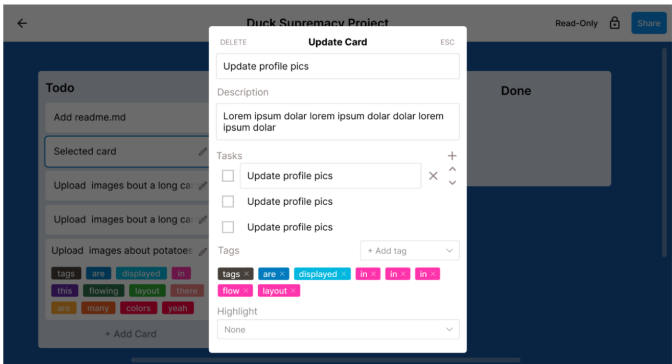 Duck Supremacy Project
Read-Only
Share
DELETE
Update Card
ESC
Update profile pics
Description
Lorem ipsum dolar lorem ipsum dolar dolar lorem
ipsum dolar
Tasks
Update profile pics
Update profile pics
Update profile pics
Tags
+ Add tag
tags × are × displayed × in × in × in ×
flow × layout ×
Highlight
None
Todo
Add readme.md
Selected card
Upload images bout a long ca
Upload images bout a long ca
Upload images about potatoes
tags are displayed in
this flowing layout there
are many colors yeah
+ Add Card
Done